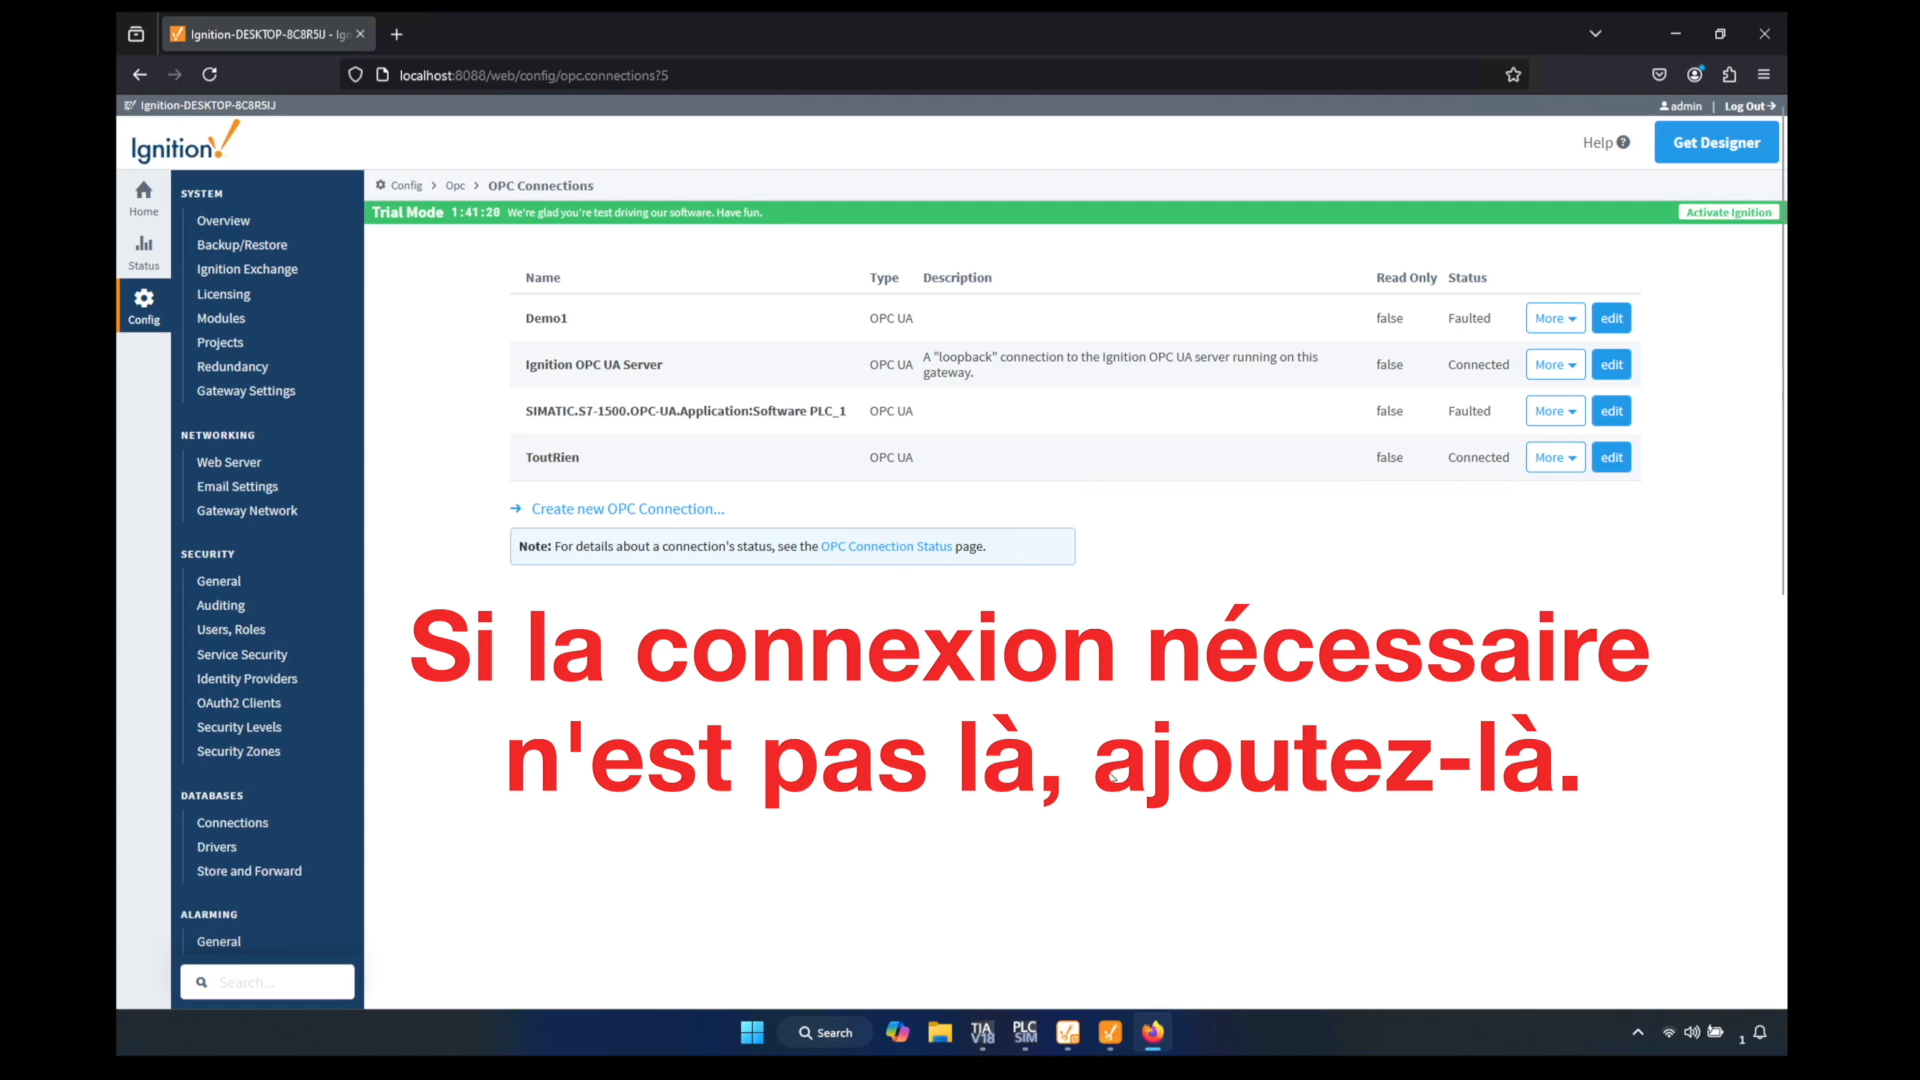 Ignition-DESKTOP-8C8R5IJ - Ign
localhost:8088/web/config/opc.connections?5
Ignition-DESKTOP-8C8R5IJ
admin | Log Out
Ignition!
Help ?
Get Designer
Home
Status
Config
SYSTEM
Overview
Backup/Restore
Ignition Exchange
Licensing
Modules
Projects
Redundancy
Gateway Settings
NETWORKING
Web Server
Email Settings
Gateway Network
SECURITY
General
Auditing
Users, Roles
Service Security
Identity Providers
OAuth2 Clients
Security Levels
Security Zones
DATABASES
Connections
Drivers
Store and Forward
ALARMING
General
Search...
Config > Opc > OPC Connections
Trial Mode 1:41:20 We're glad you're test driving our software. Have fun.
Activate Ignition
Name Type Description Read Only Status
Demo1 OPC UA false Faulted More edit
Ignition OPC UA Server OPC UA A "loopback" connection to the Ignition OPC UA server running on this
gateway. false Connected More edit
SIMATIC.S7-1500.OPC-UA.Application:Software PLC_1 OPC UA false Faulted More edit
ToutRien OPC UA false Connected More edit
Create new OPC Connection...
Note: For details about a connection's status, see the OPC Connection Status page.
Si la connexion nécessaire
n'est pas là, ajoutez-là.
Search
TIA
V18
PLC
SIM
1